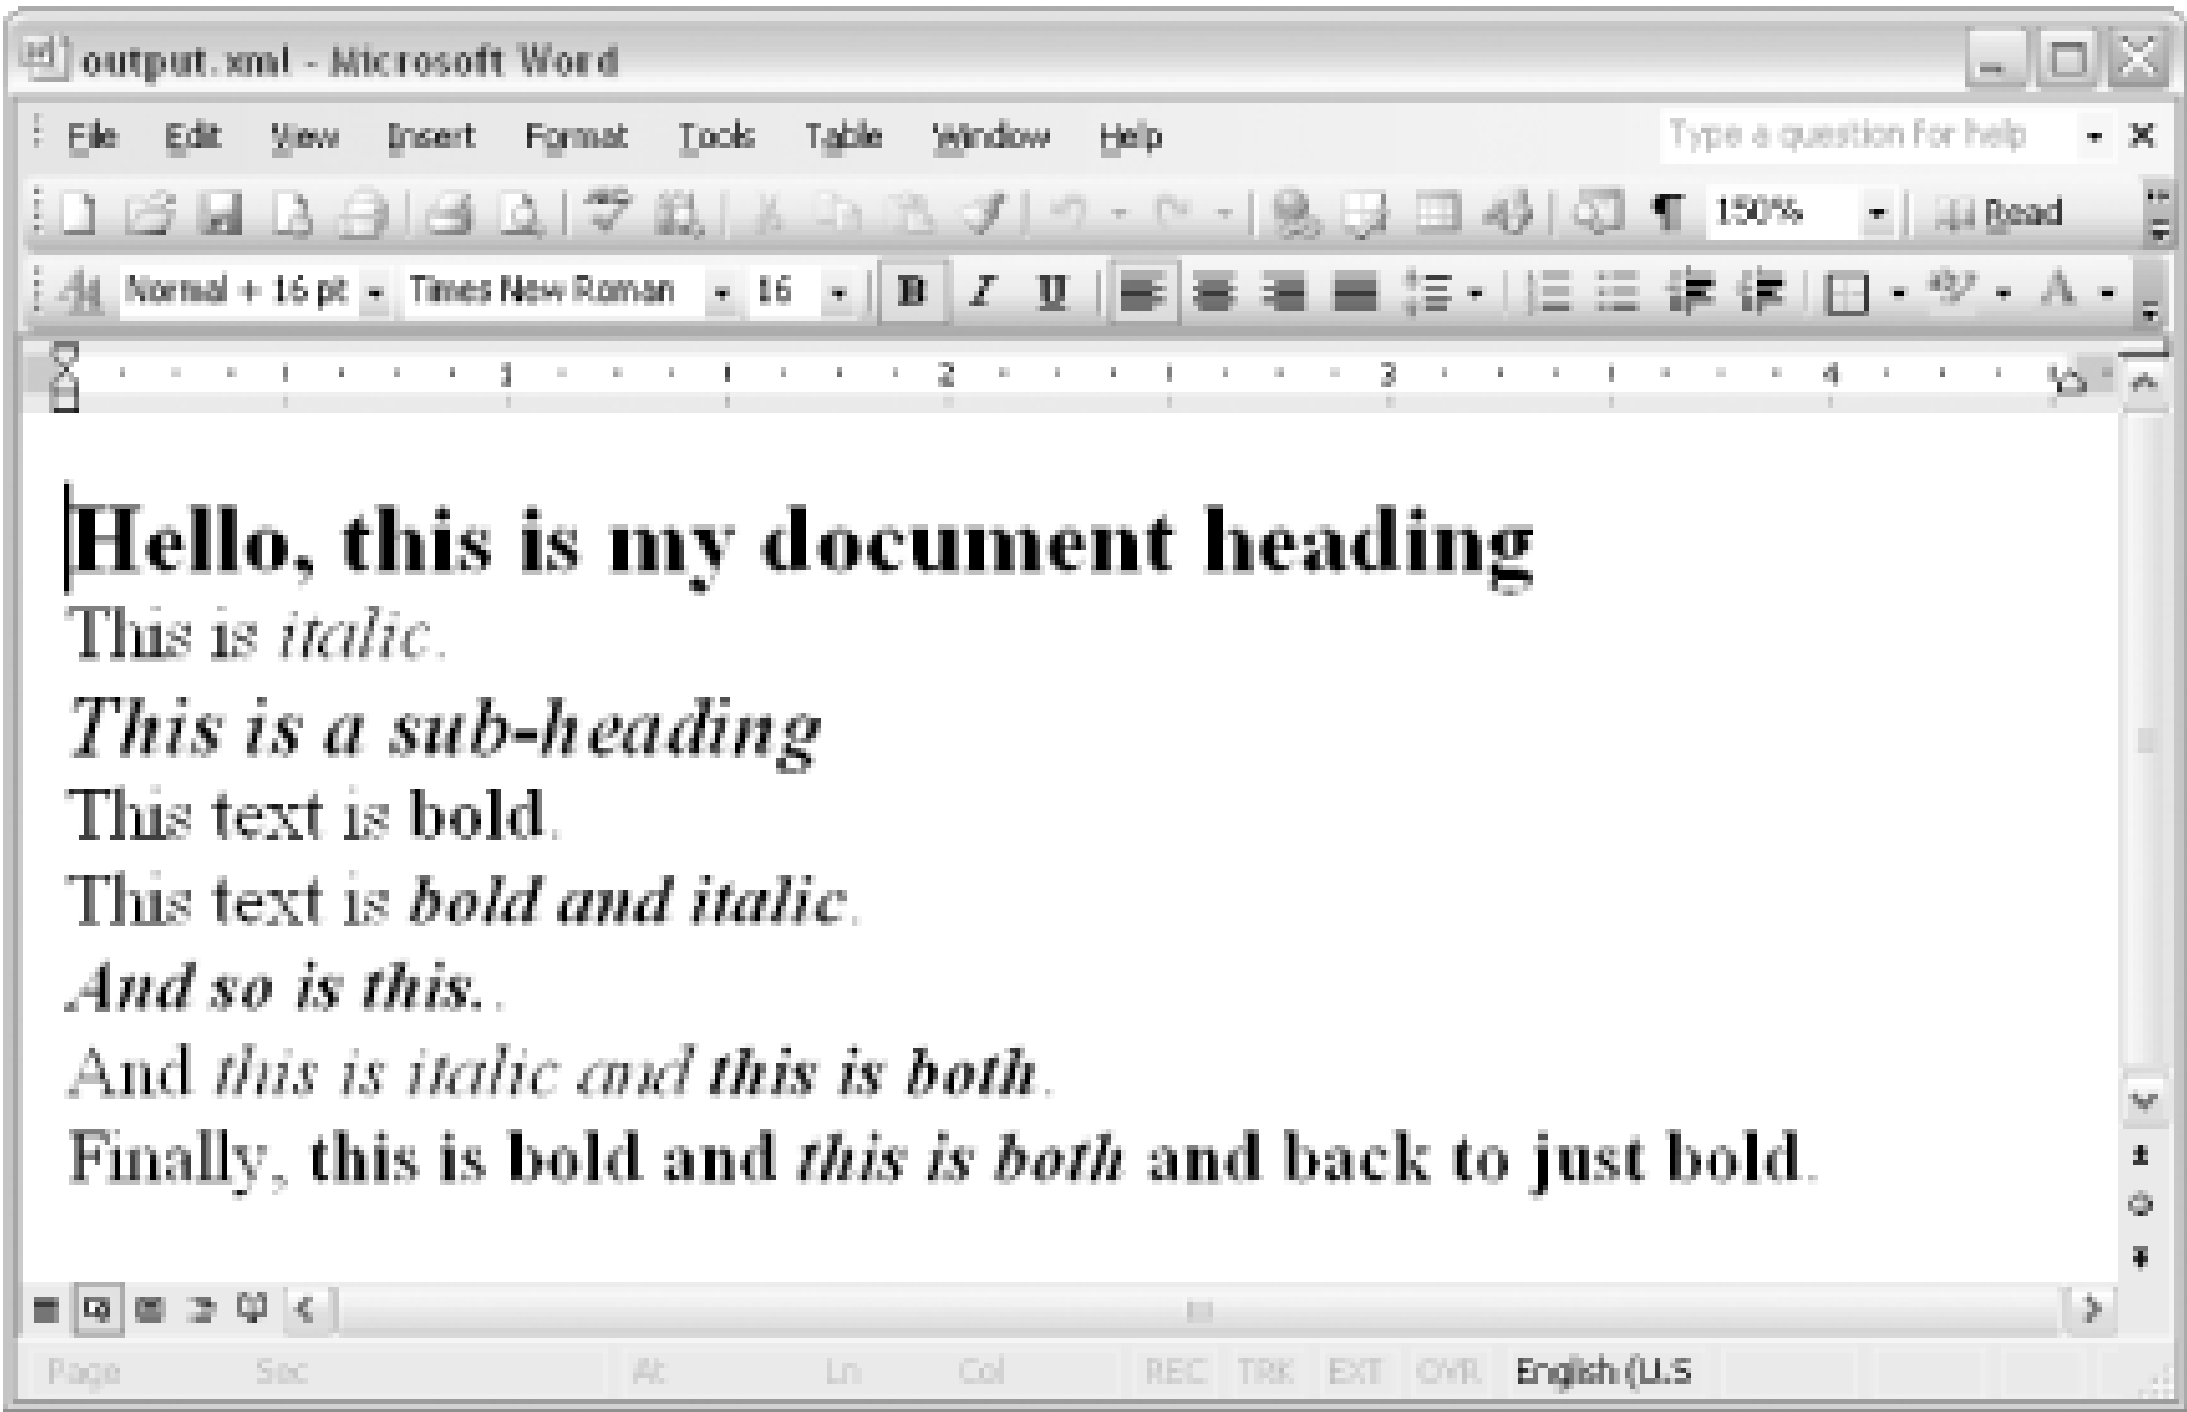 output.xml - Microsoft Word
File Edit View Insert Format Tools Table Window Help Type a question for help
150% Read
Normal + 16 pt Times New Roman 16 B I U A
1 2 3 4
Hello, this is my document heading
This is italic.
This is a sub-heading
This text is bold.
This text is bold and italic.
And so is this..
And this is italic and this is both.
Finally, this is bold and this is both and back to just bold.
Page Sec At Ln Col REC TRK EXT OVR English (U.S